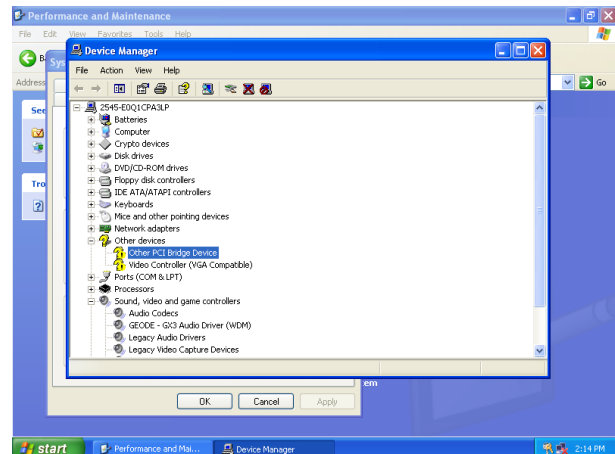 Performance and Maintenance
File Edit View Favorites Tools Help
Address
Go
Device Manager
File Action View Help
2545-E0Q1CPA3LP
Batteries
Computer
Crypto devices
Disk drives
DVD/CD-ROM drives
Floppy disk controllers
IDE ATA/ATAPI controllers
Keyboards
Mice and other pointing devices
Network adapters
Other devices
Other PCI Bridge Device
Video Controller (VGA Compatible)
Ports (COM & LPT)
Processors
Sound, video and game controllers
Audio Codecs
GEODE - GX3 Audio Driver (WDM)
Legacy Audio Drivers
Legacy Video Capture Devices
OK Cancel Apply
start Performance and Mai... Device Manager 2:14 PM